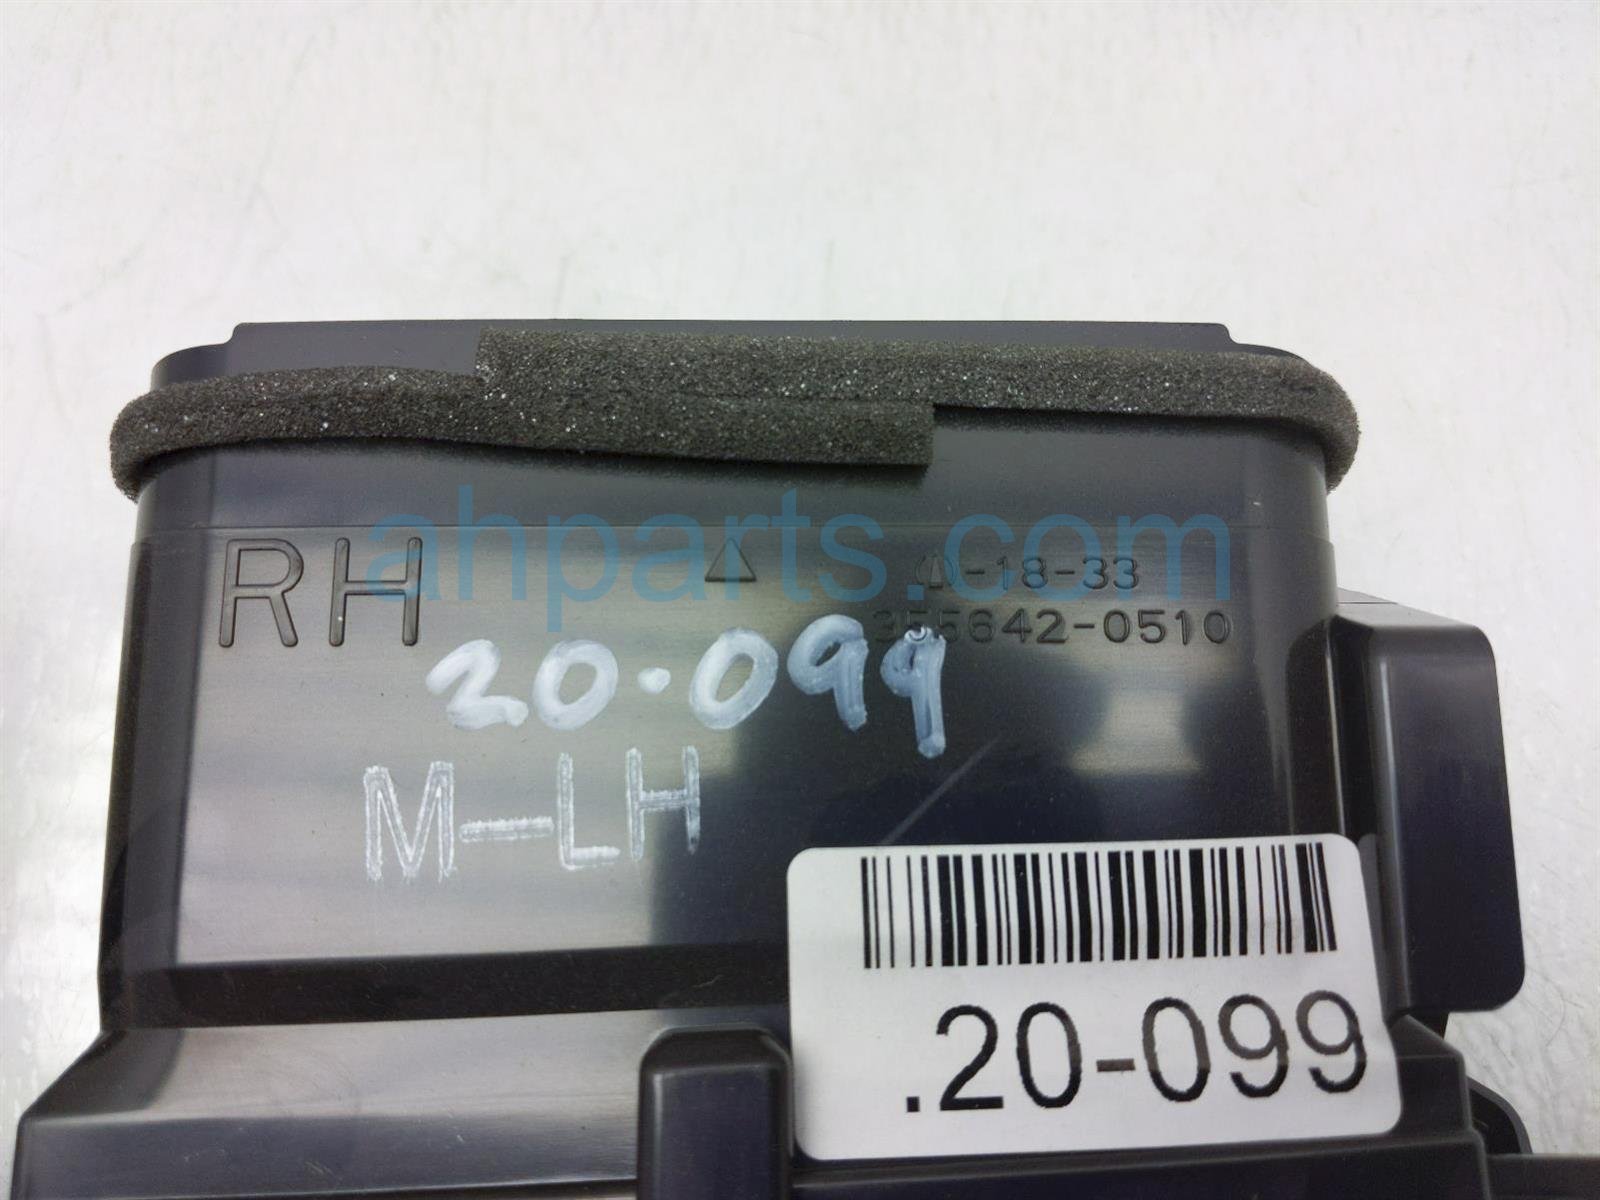 RH
ahparts.com
-18-33
355642-0510
20.099
M-LH
.20-099